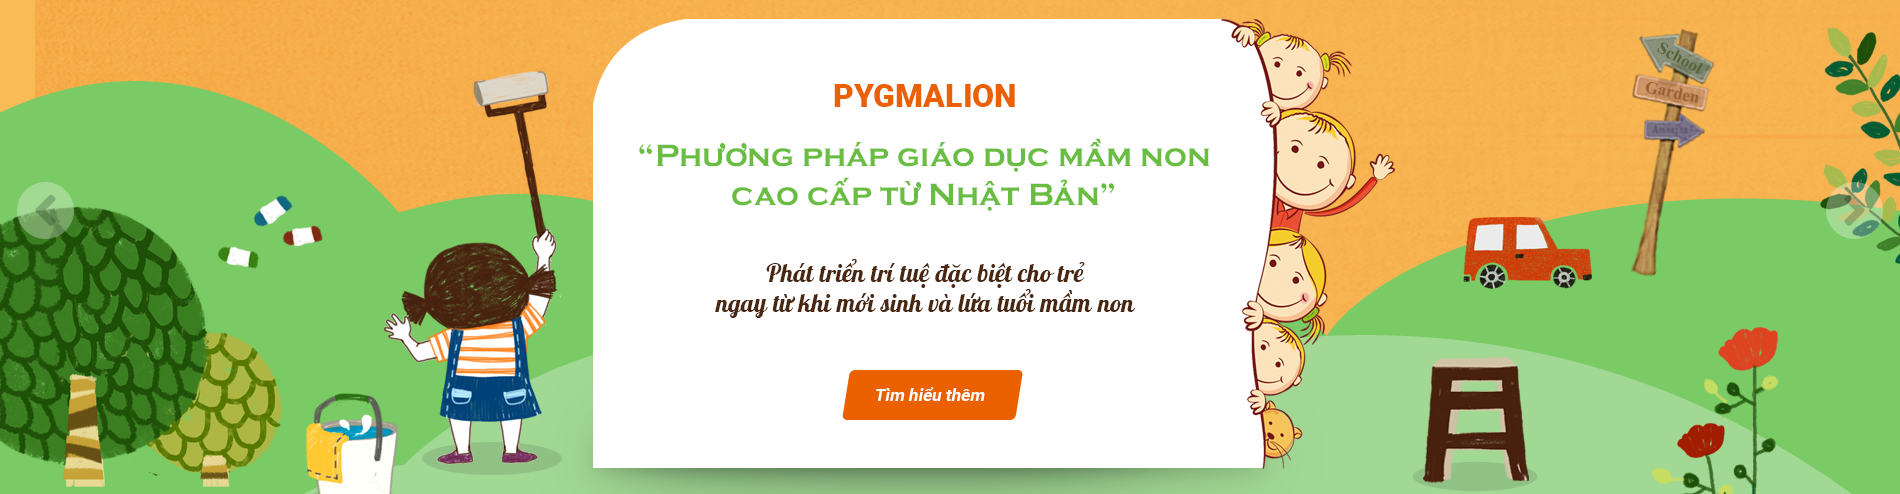 PYGMALION
“Phương pháp giáo dục mầm non
cao cấp từ Nhật Bản”
Phát triển trí tuệ đặc biệt cho trẻ
ngay từ khi mới sinh và lứa tuổi mầm non
Tìm hiểu thêm
School
Garden